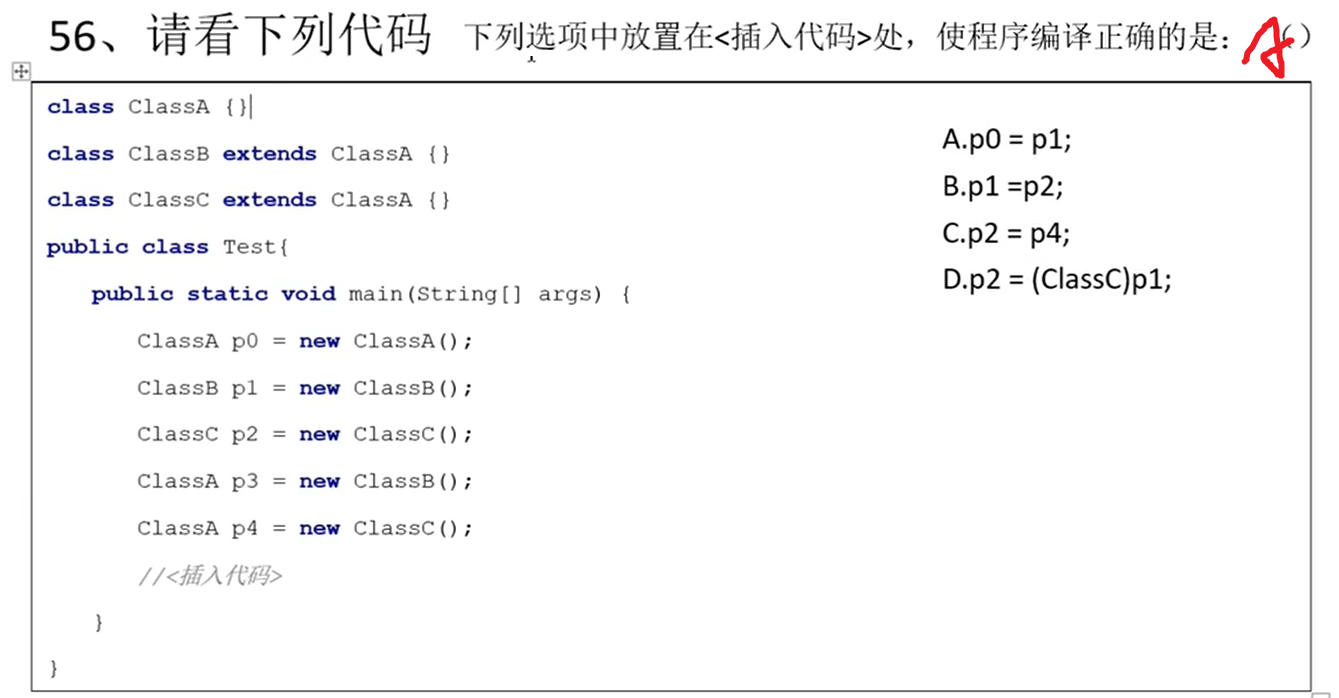 56、请看下列代码 下列选项中放置在<插入代码>处，使程序编译正确的是：A()
class ClassA {}
class ClassB extends ClassA {}
class ClassC extends ClassA {}
public class Test{
public static void main(String[] args) {
ClassA p0 = new ClassA();
ClassB p1 = new ClassB();
ClassC p2 = new ClassC();
ClassA p3 = new ClassB();
ClassA p4 = new ClassC();
//<插入代码>
}
}
A.p0 = p1;
B.p1 =p2;
C.p2 = p4;
D.p2 = (ClassC)p1;